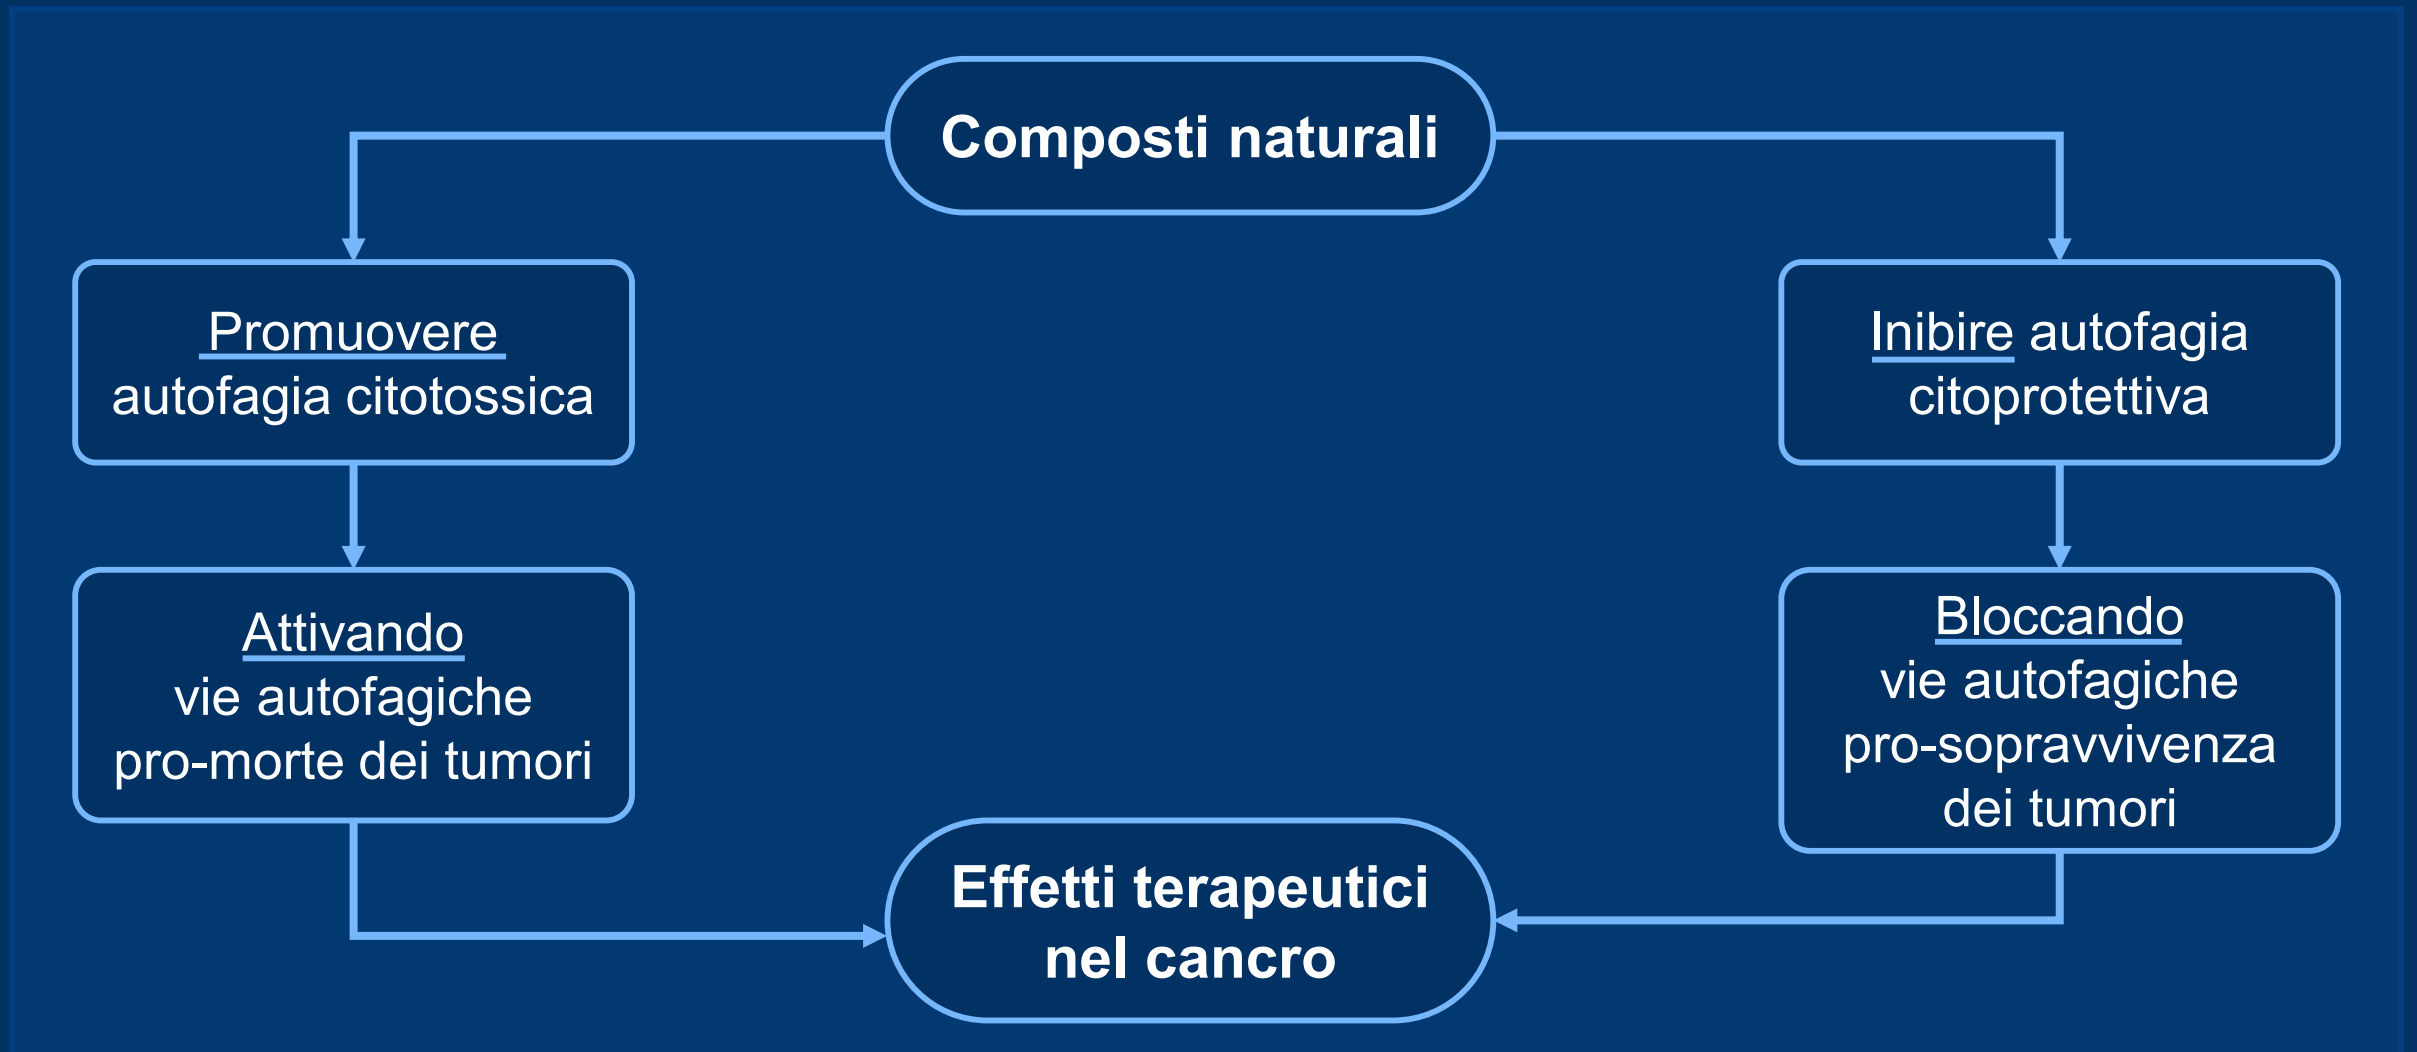 Composti naturali
Promuovere
autofagia citotossica
Inibire autofagia
citoprotettiva
Attivando
vie autofagiche
pro-morte dei tumori
Bloccando
vie autofagiche
pro-sopravvivenza
dei tumori
Effetti terapeutici
nel cancro